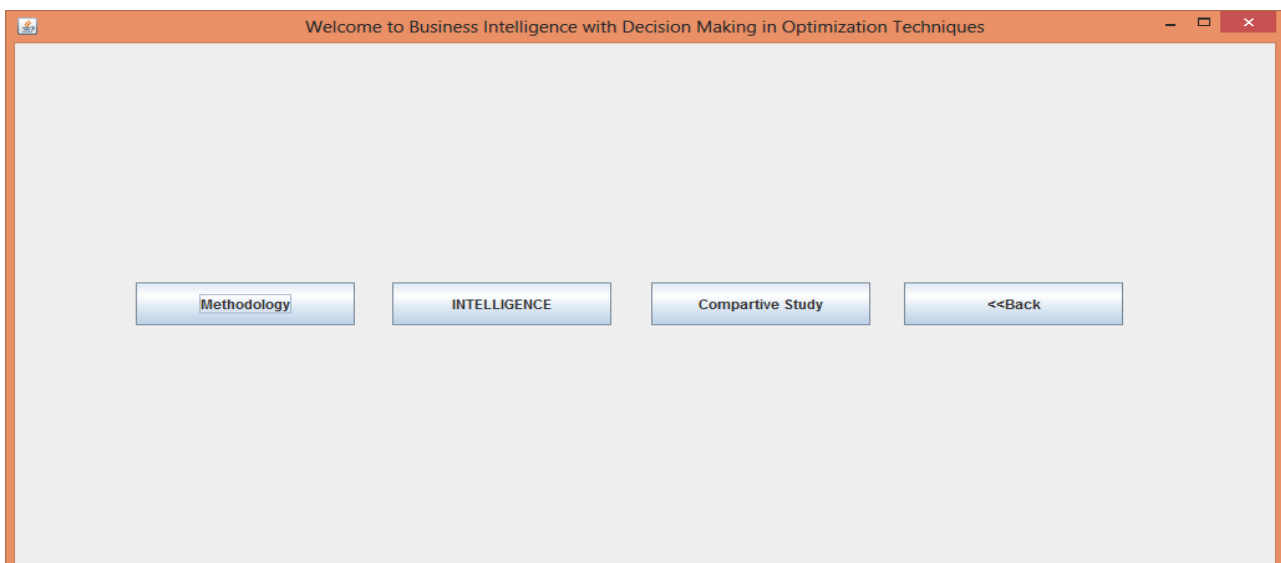 Welcome to Business Intelligence with Decision Making in Optimization Techniques
Methodology
INTELLIGENCE
Compartive Study
<<Back